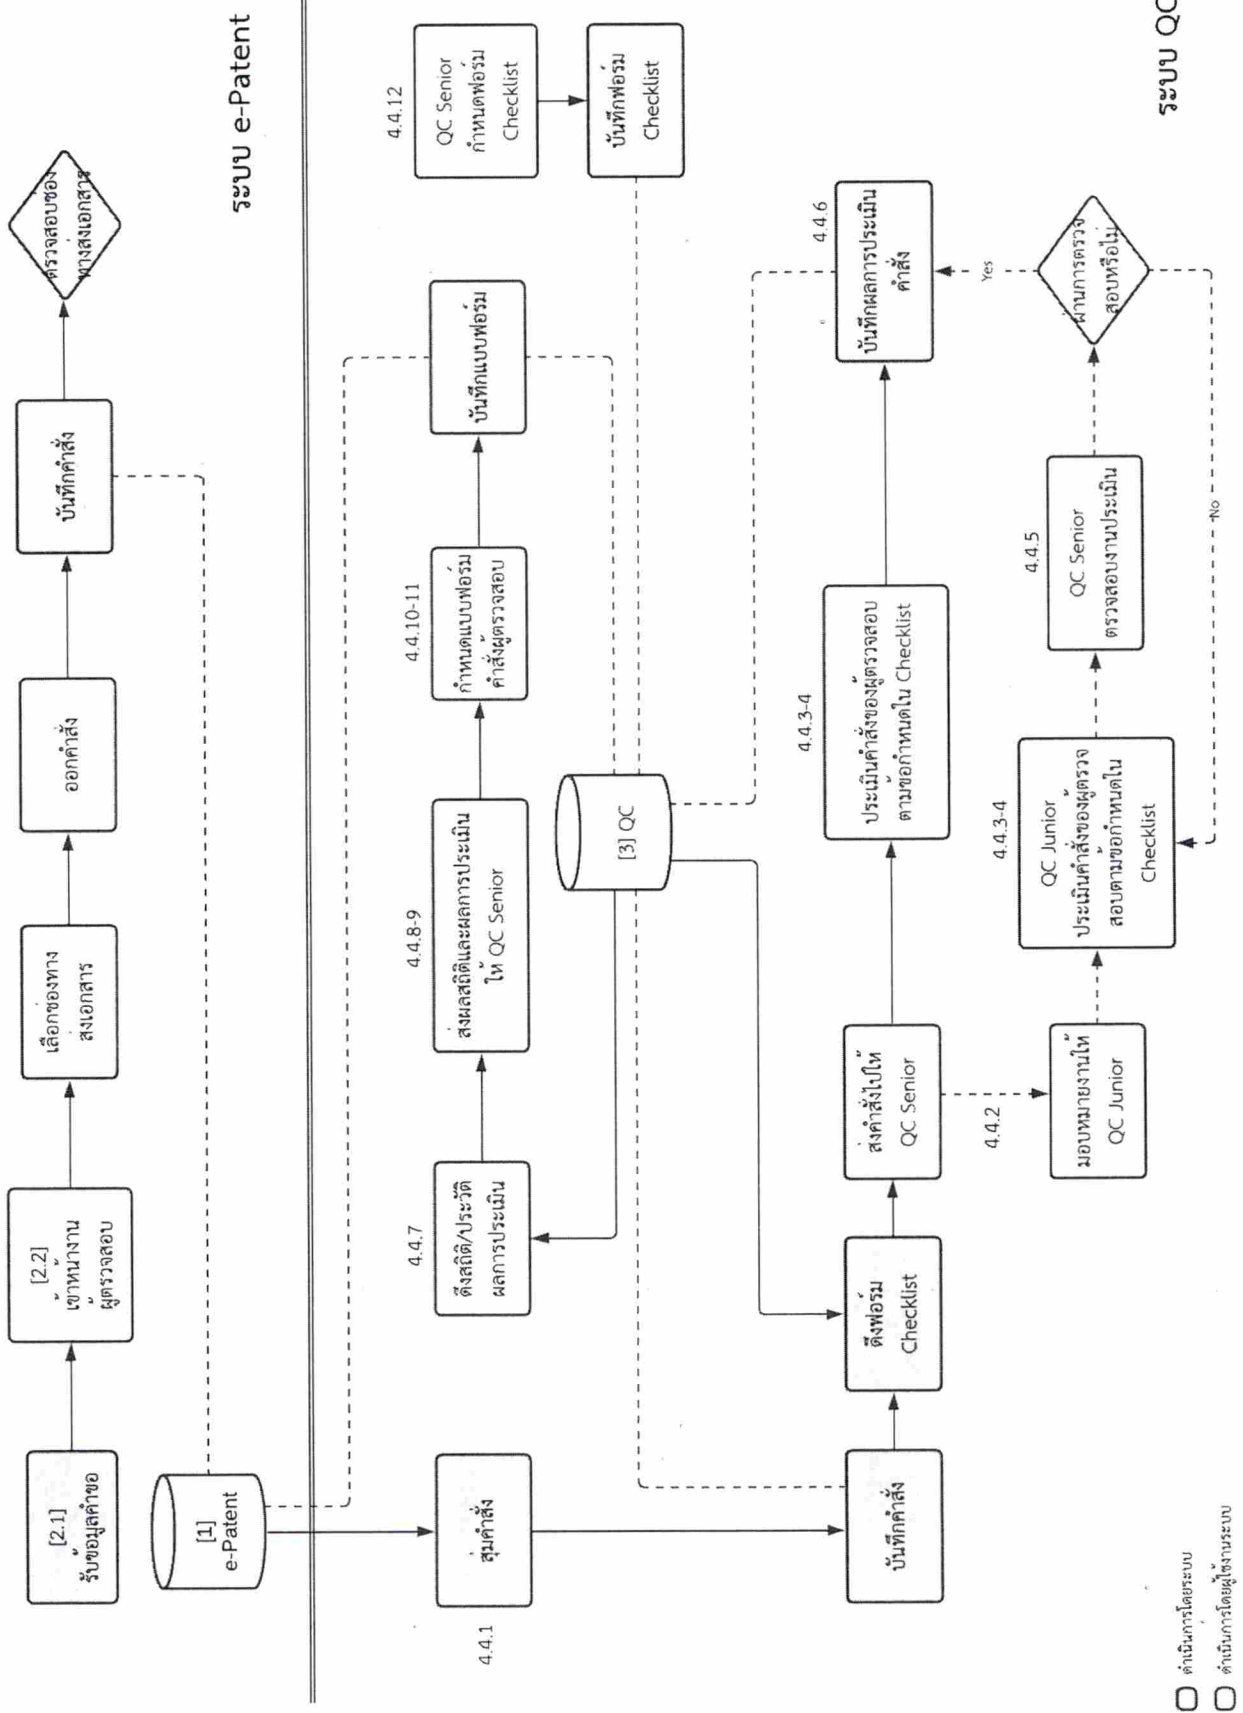 [2.1]
รับข้อมูลคำขอ
[2.2]
เข้าหน้างาน
ผู้ตรวจสอบ
เลือกช่องทาง
ส่งเอกสาร
ออกคำสั่ง
บันทึกคำสั่ง
ตรวจสอบช่อง
ทางส่งเอกสาร
[1]
e-Patent
ระบบ e-Patent
4.4.1
สุ่มคำสั่ง
4.4.7
ดึงสถิติ/ประวัติ
ผลการประเมิน
4.4.8-9
ส่งผลสถิติและผลการประเมิน
ให้ QC Senior
4.4.10-11
กำหนดแบบฟอร์ม
คำสั่งผู้ตรวจสอบ
บันทึกแบบฟอร์ม
4.4.12
QC Senior
กำหนดฟอร์ม
Checklist
บันทึกฟอร์ม
Checklist
[3] QC
บันทึกคำสั่ง
ดึงฟอร์ม
Checklist
ส่งคำสั่งไปให้
QC Senior
4.4.3-4
ประเมินคำสั่งของผู้ตรวจสอบ
ตามข้อกำหนดใน Checklist
4.4.6
บันทึกผลการประเมิน
คำสั่ง
4.4.2
มอบหมายงานให้
QC Junior
4.4.3-4
QC Junior
ประเมินคำสั่งของผู้ตรวจ
สอบตามข้อกำหนดใน
Checklist
4.4.5
QC Senior
ตรวจสอบงานประเมิน
ผ่านการตรวจ
สอบหรือไม่
Yes
No
ระบบ QC
ดำเนินการโดยระบบ
ดำเนินการโดยผู้ใช้งานระบบ